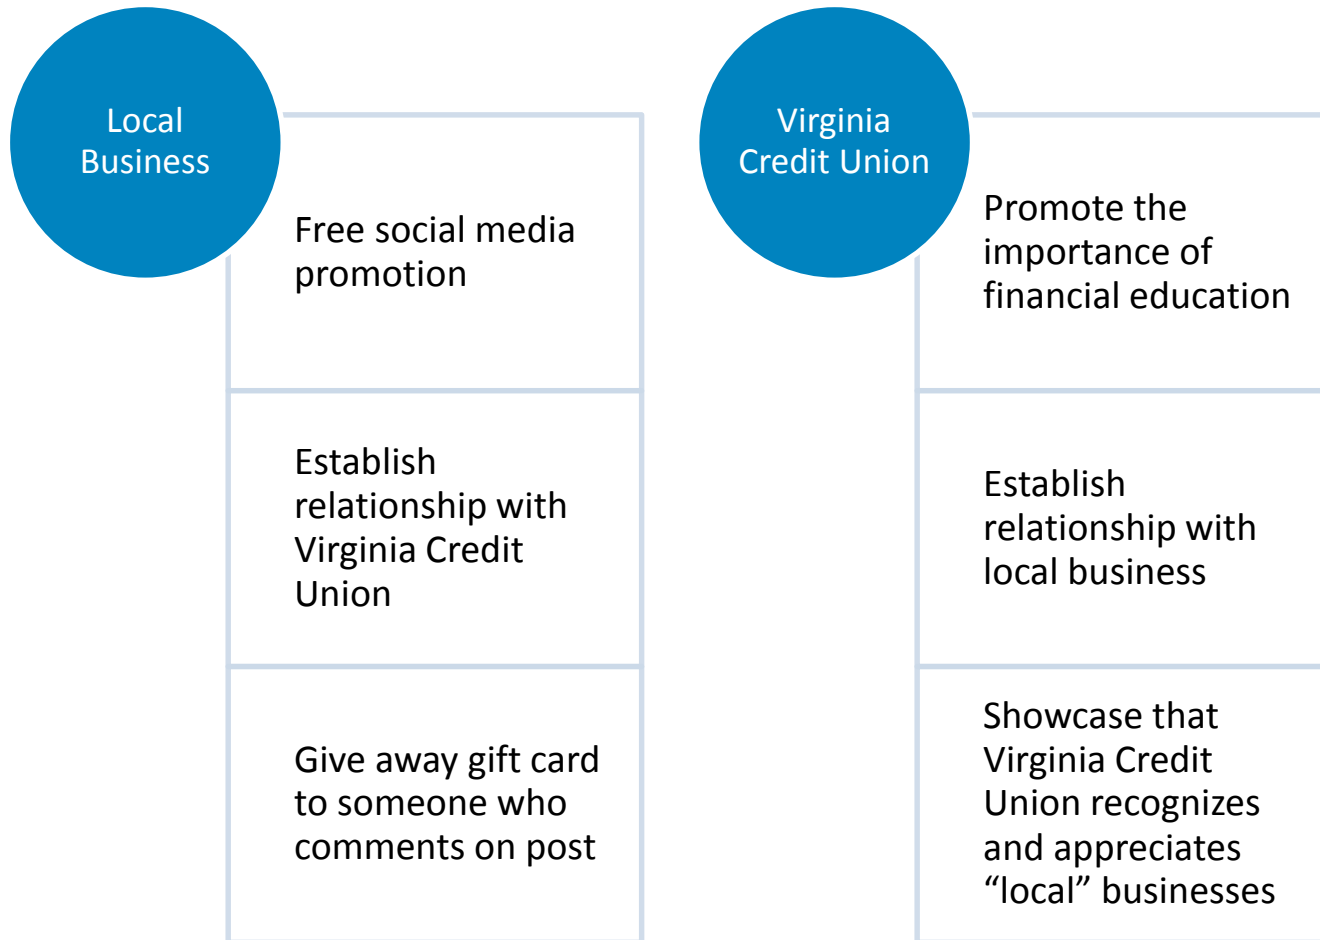 Local
Business
Free social media
promotion
Establish
relationship with
Virginia Credit
Union
Give away gift card
to someone who
comments on post
Virginia
Credit Union
Promote the
importance of
financial education
Establish
relationship with
local business
Showcase that
Virginia Credit
Union recognizes
and appreciates
“local” businesses